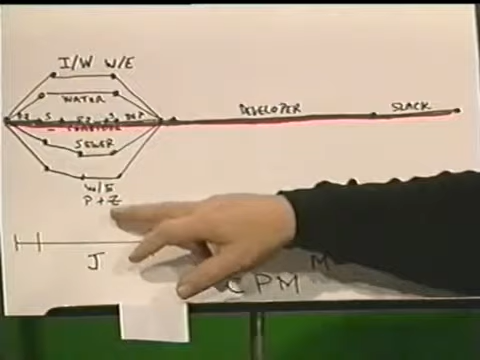 I/W W/E
WATER
DEVELOPER
SLACK
SEWER
W/E
P + Z
J
M
CPM